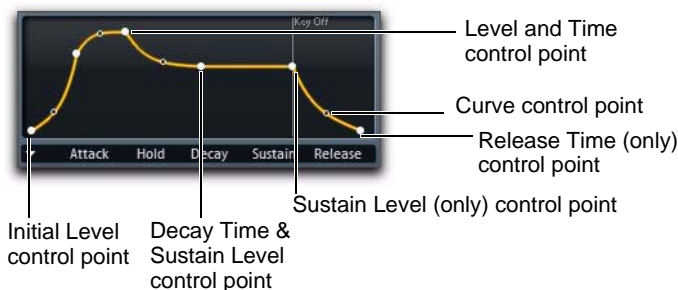 Key Off
Level and Time
control point
Curve control point
Release Time (only)
control point
Attack Hold Decay Sustain Release
Sustain Level (only) control point
Initial Level
control point
Decay Time &
Sustain Level
control point